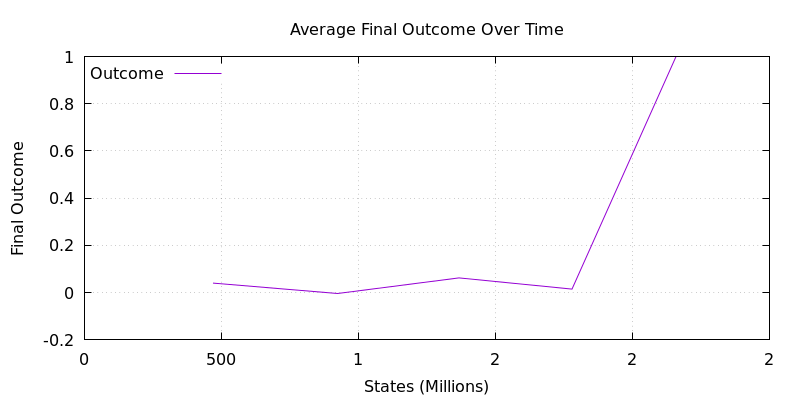 Average Final Outcome Over Time
Outcome
Final Outcome
1
0.8
0.6
0.4
0.2
0
-0.2
0 500 1 2 2 2
States (Millions)